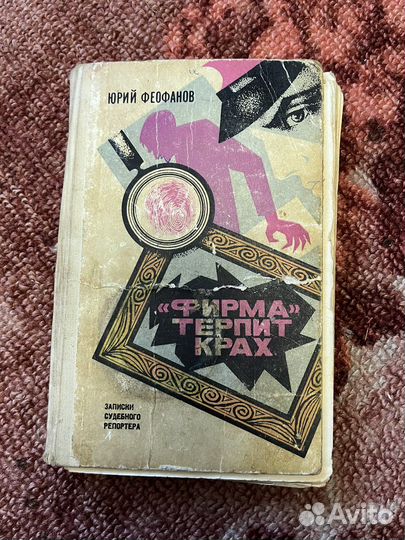 ЮРИЙ ФЕОФАНОВ
«ФИРМА»
ТЕРПИТ
КРАХ
ЗАПИСКИ
СУДЕБНОГО
РЕПОРТЕРА
Avito